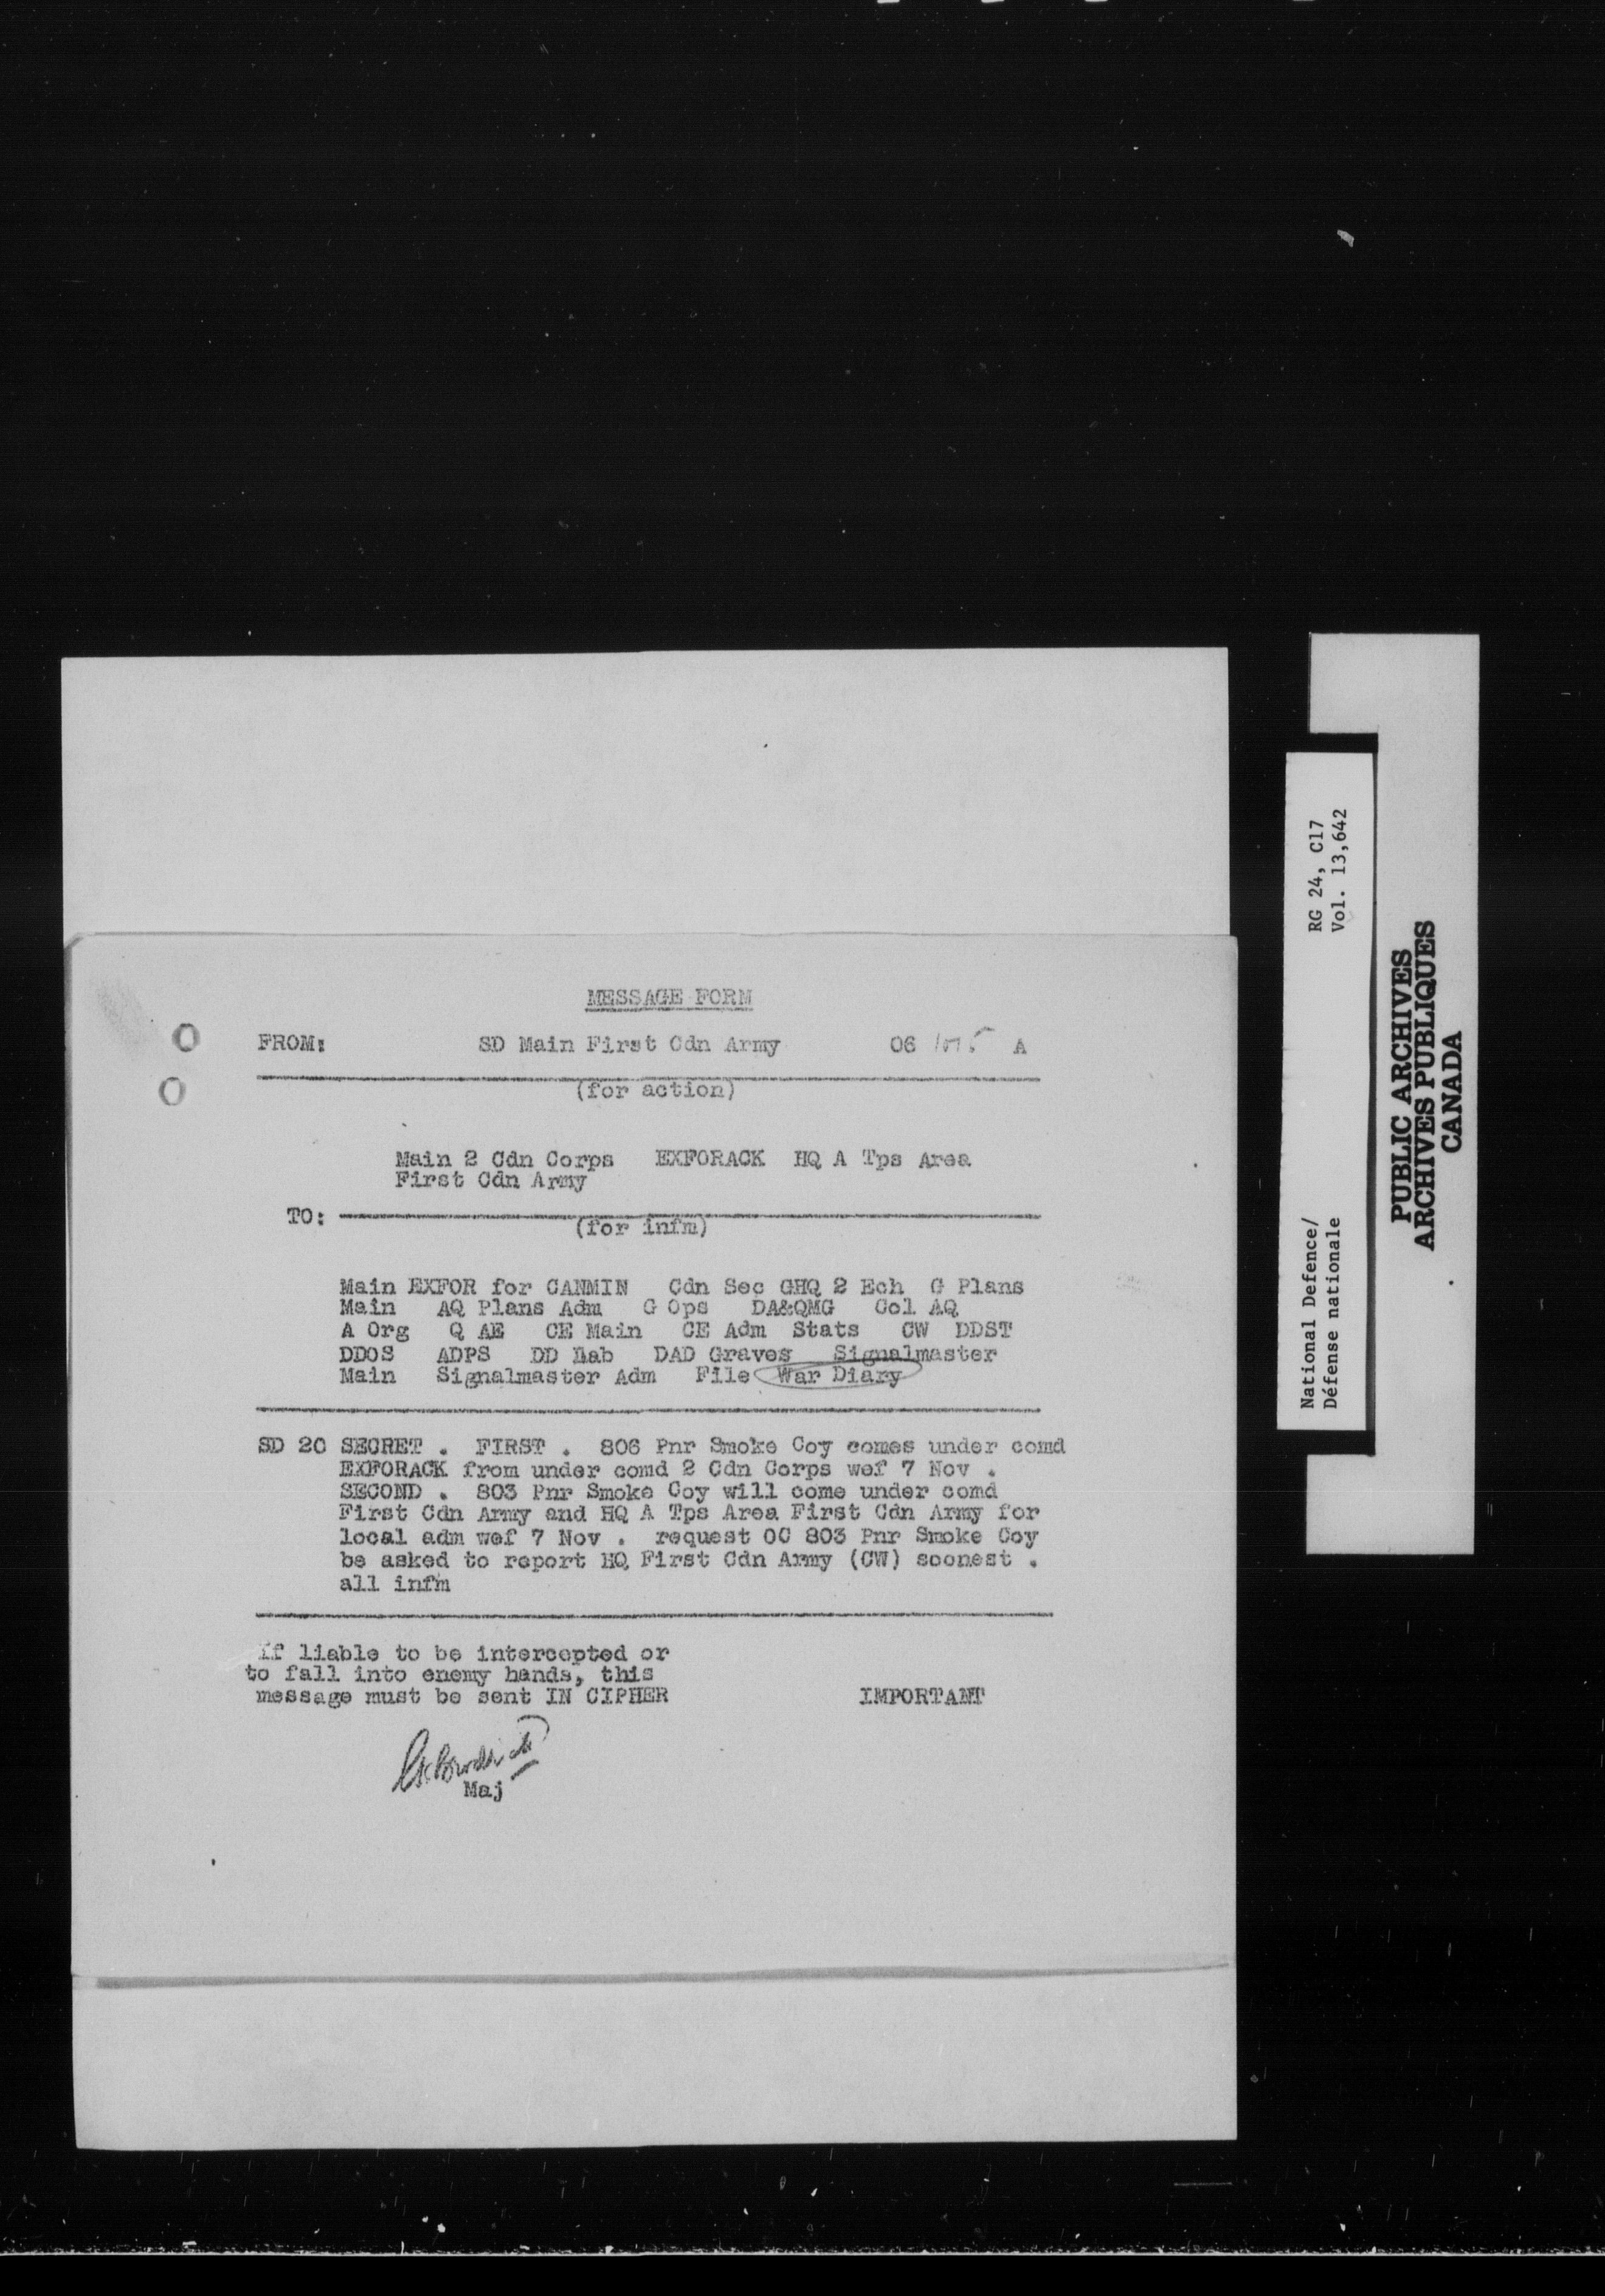 MESSAGE FORM
FROM: SD Main First Cdn Army 06 A
(for action)
Main 2 Cdn Corps EXFORACK HQ A Tps Area
First Cdn Army
TO:
(for infm)
Main EXFOR for CANMIN Cdn Sec GHQ 2 Ech G Plans
Main AQ Plans Adm G Ops DA&QMG Col AQ
A Org Q AE CE Main CE Adm Stats CW DDST
DDOS ADPS DD Lab DAD Graves Signalmaster
Main Signalmaster Adm File War Diary
SD 20 SECRET . FIRST . 806 Pnr Smoke Coy comes under comd
EXFORACK from under comd 2 Cdn Corps wef 7 Nov .
SECOND . 803 Pnr Smoke Coy will come under comd
First Cdn Army and HQ A Tps Area First Cdn Army for
local adm wef 7 Nov . request OC 803 Pnr Smoke Coy
be asked to report HQ First Cdn Army (CW) soonest .
all infm
If liable to be intercepted or
to fall into enemy hands, this
message must be sent IN CIPHER IMPORTANT
Maj
National Defence/ RG 24, C17
Défense nationale Vol. 13,642
PUBLIC ARCHIVES
ARCHIVES PUBLIQUES
CANADA